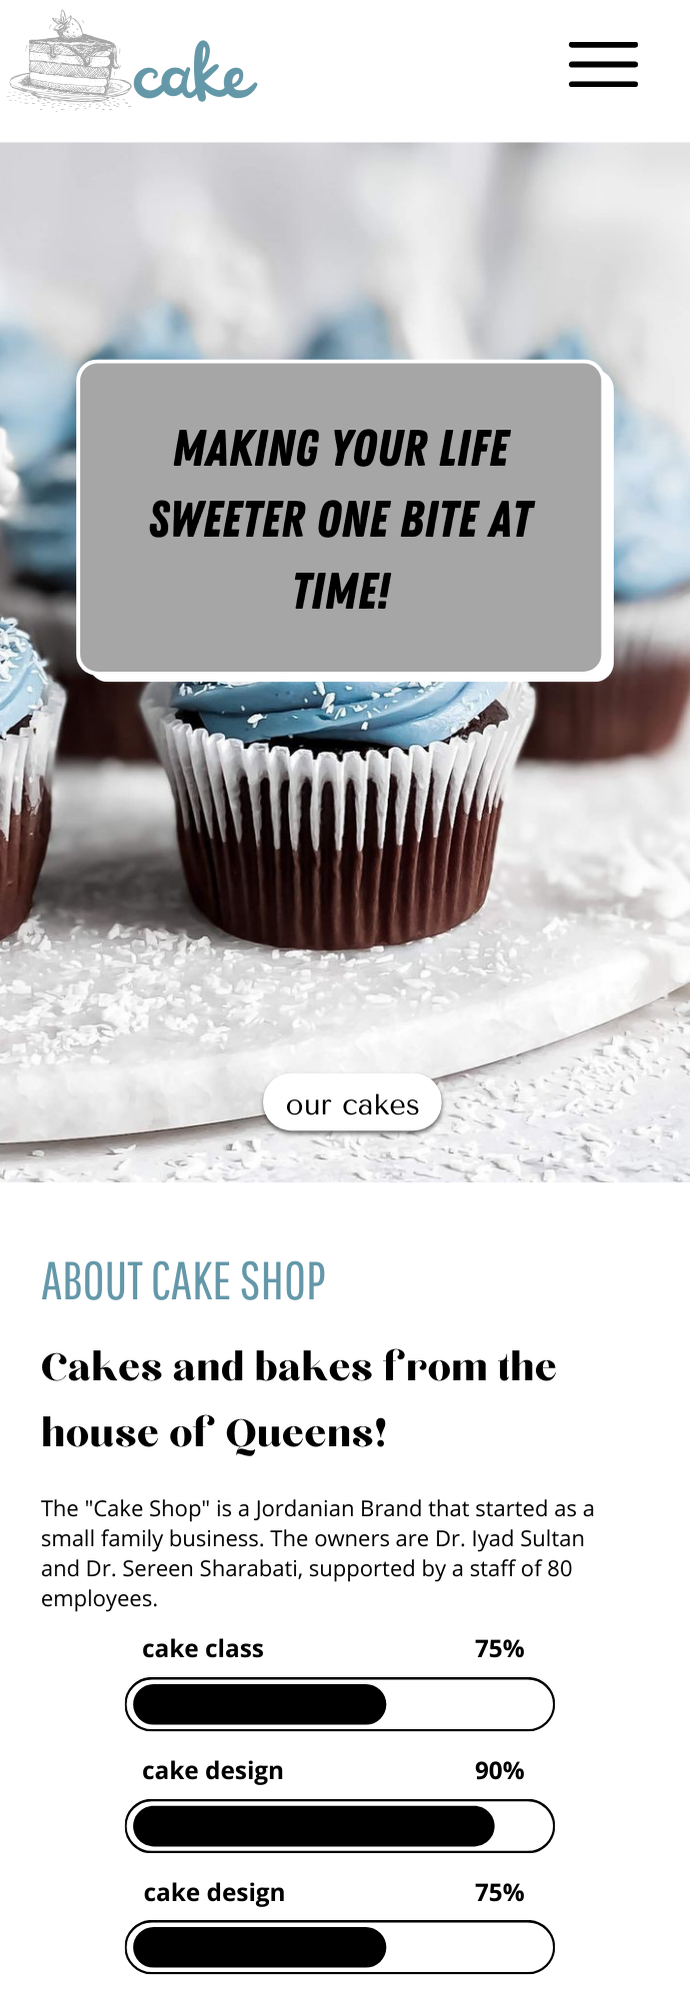 cake
MAKING YOUR LIFE
SWEETER ONE BITE AT
TIME!
our cakes
ABOUT CAKE SHOP
Cakes and bakes from the
house of Queens!
The "Cake Shop" is a Jordanian Brand that started as a
small family business. The owners are Dr. Iyad Sultan
and Dr. Sereen Sharabati, supported by a staff of 80
employees.
cake class 75%
cake design 90%
cake design 75%